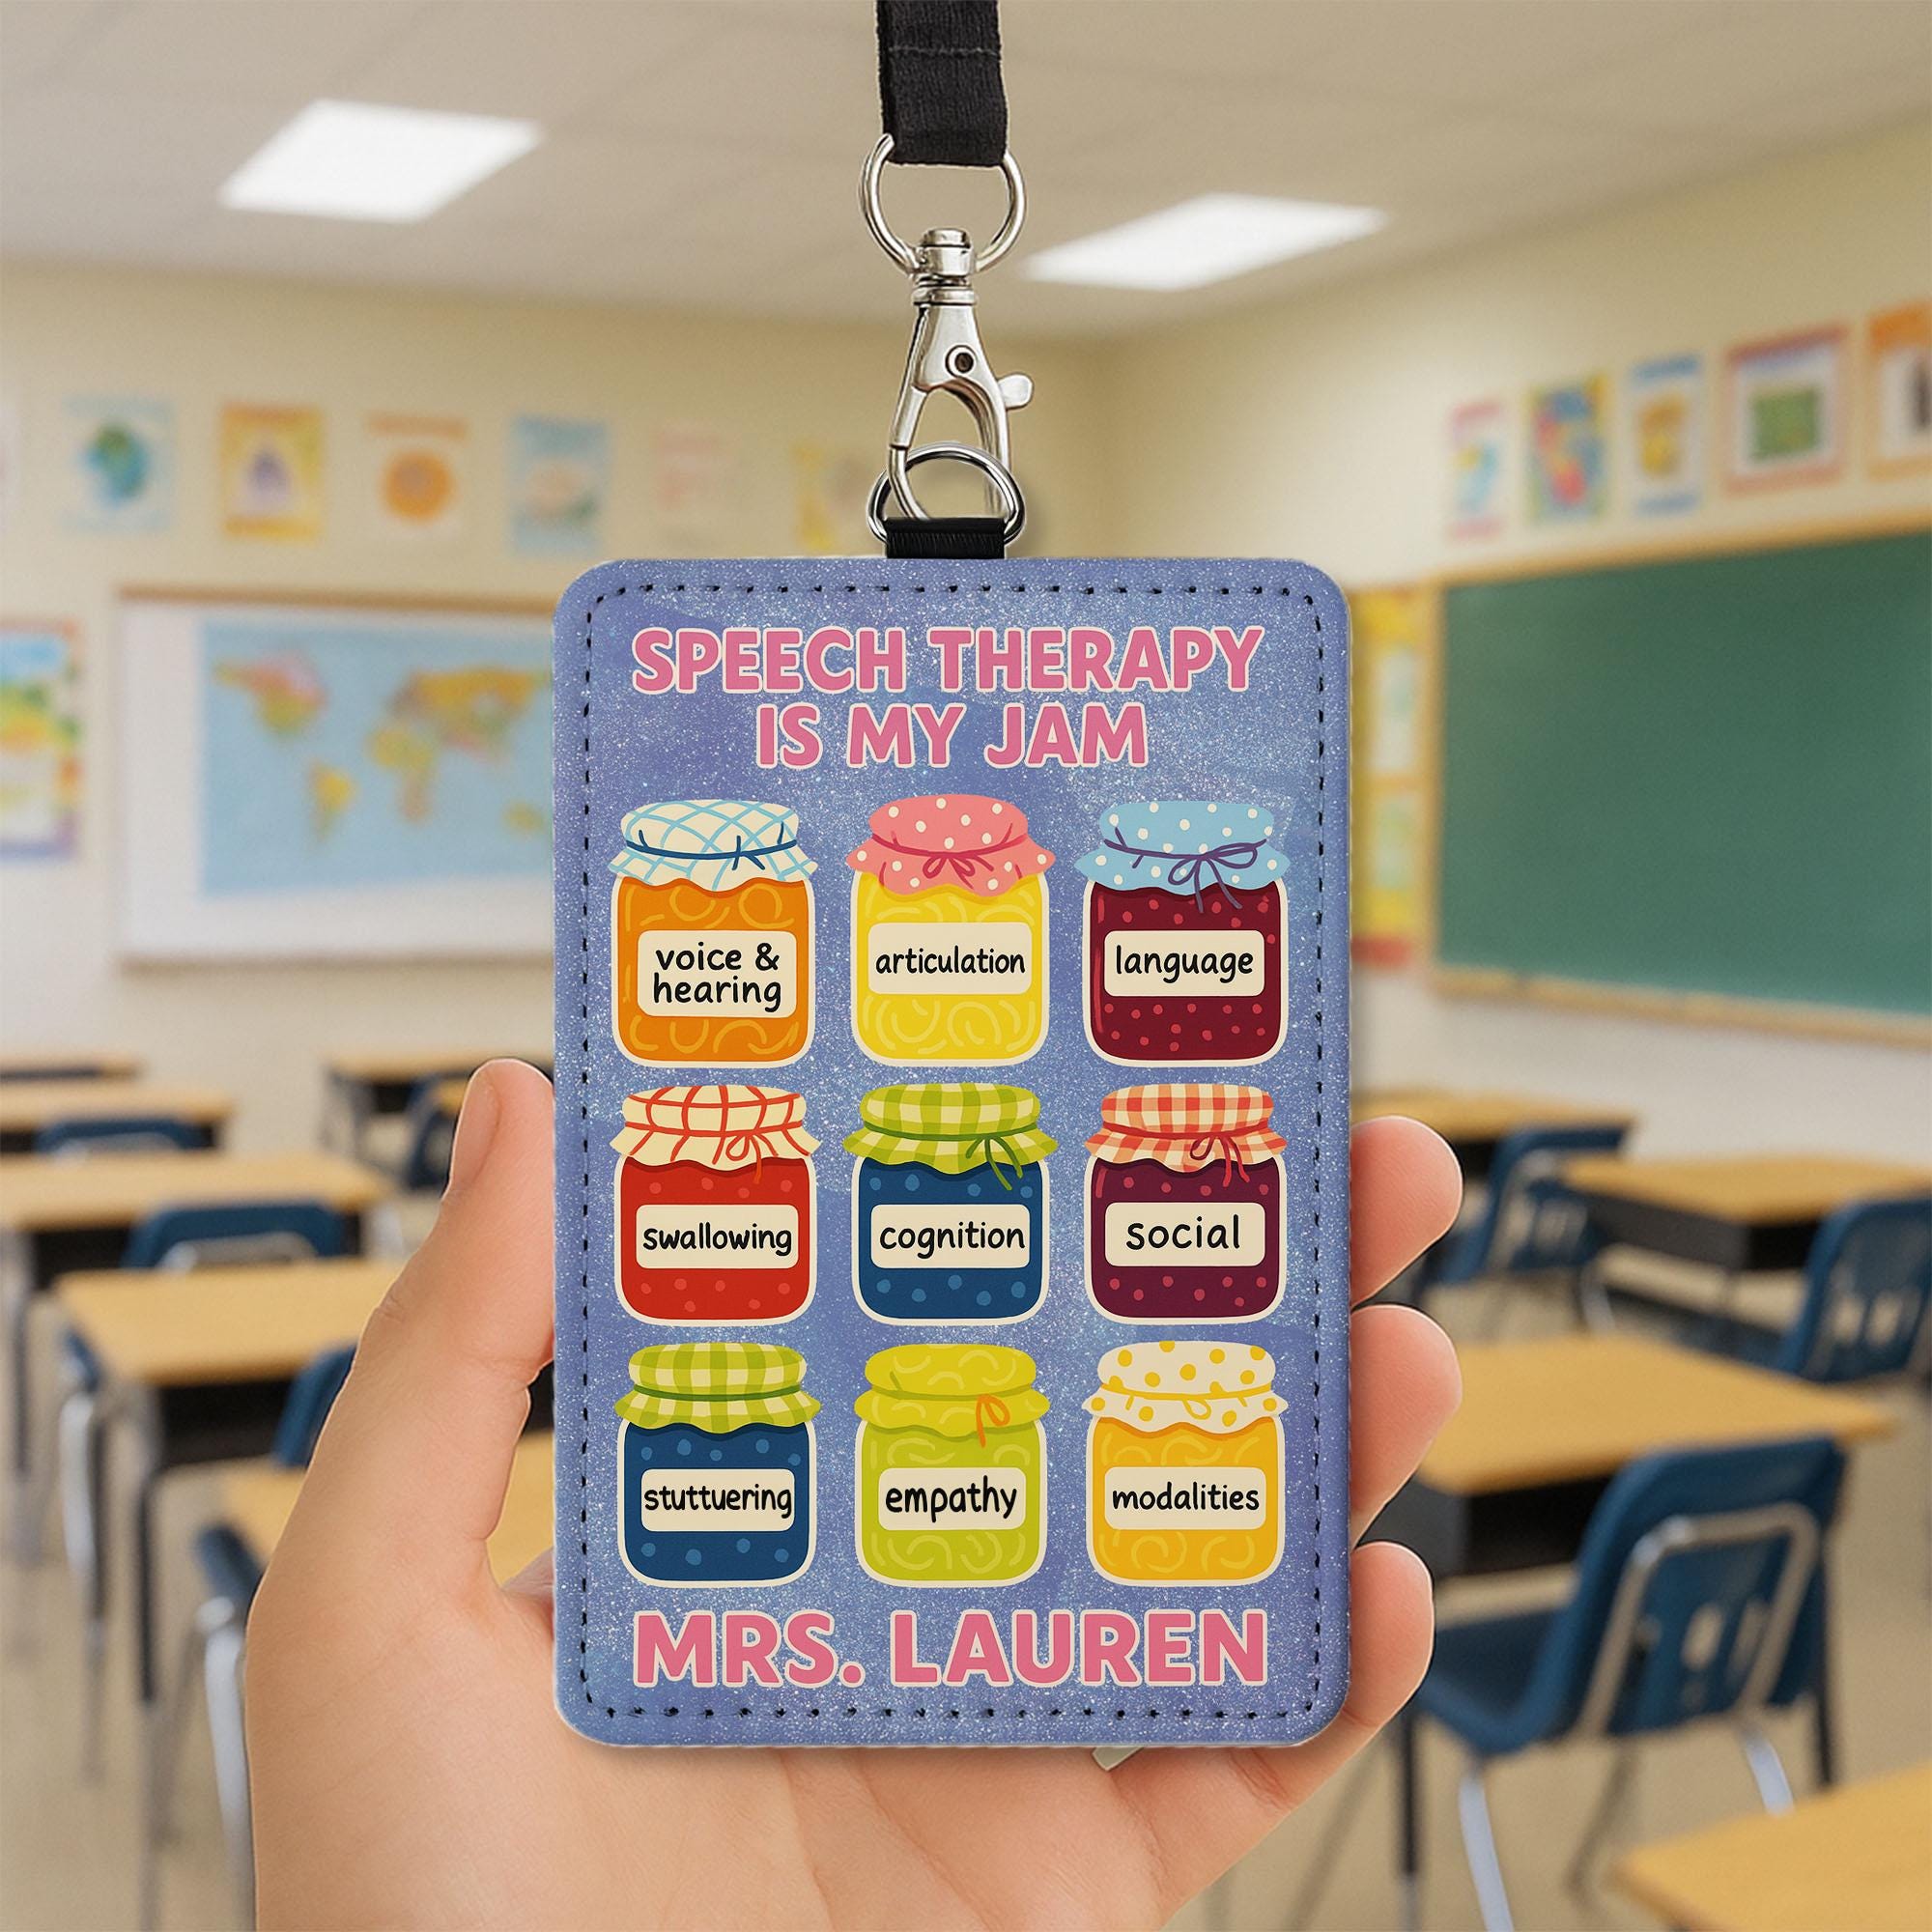 SPEECH THERAPY
IS MY JAM
voice &
hearing
articulation
language
swallowing
cognition
social
stuttuering
empathy
modalities
MRS. LAUREN